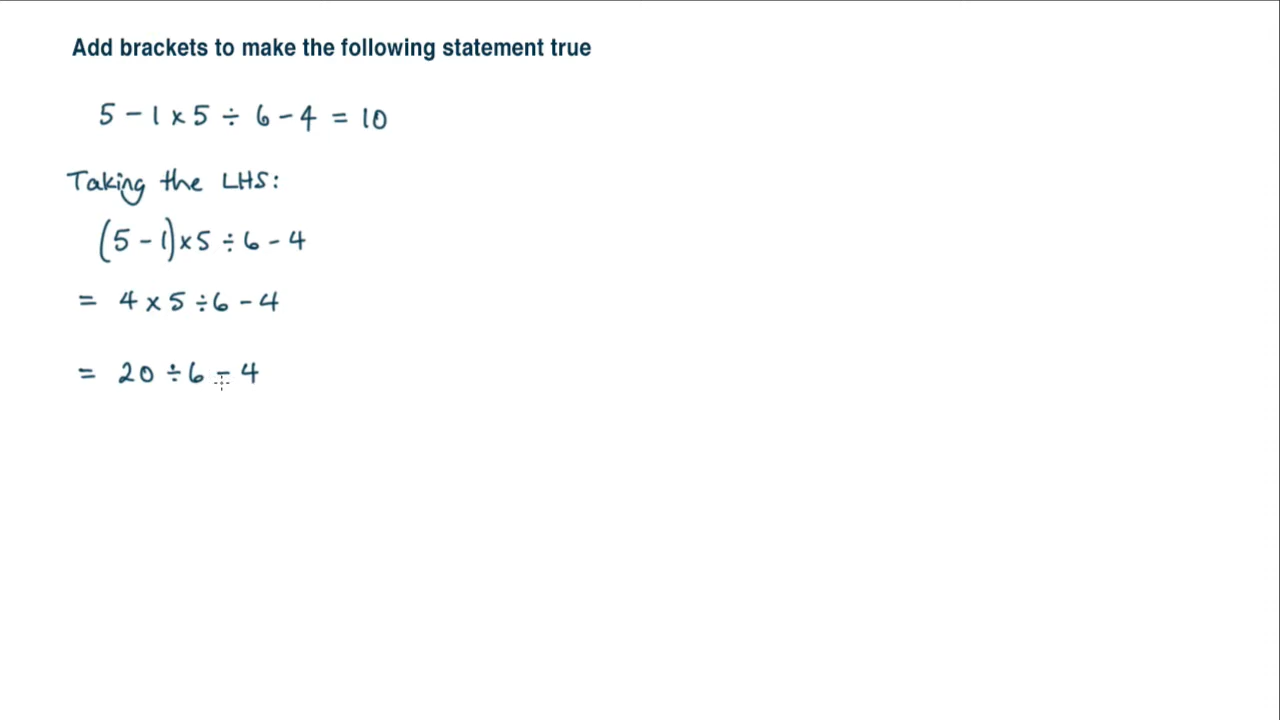 Add brackets to make the following statement true
5 - 1 × 5 ÷ 6 - 4 = 10
Taking the LHS:
(5 - 1) × 5 ÷ 6 - 4
= 4 × 5 ÷ 6 - 4
= 20 ÷ 6 - 4